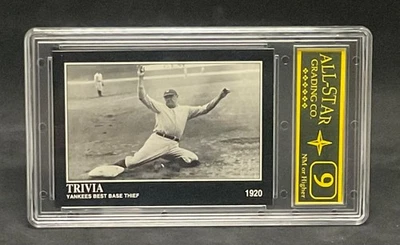 TRIVIA
YANKEES BEST BASE THIEF
1920
ALL-STAR
GRADING CO.
9
NM or Higher